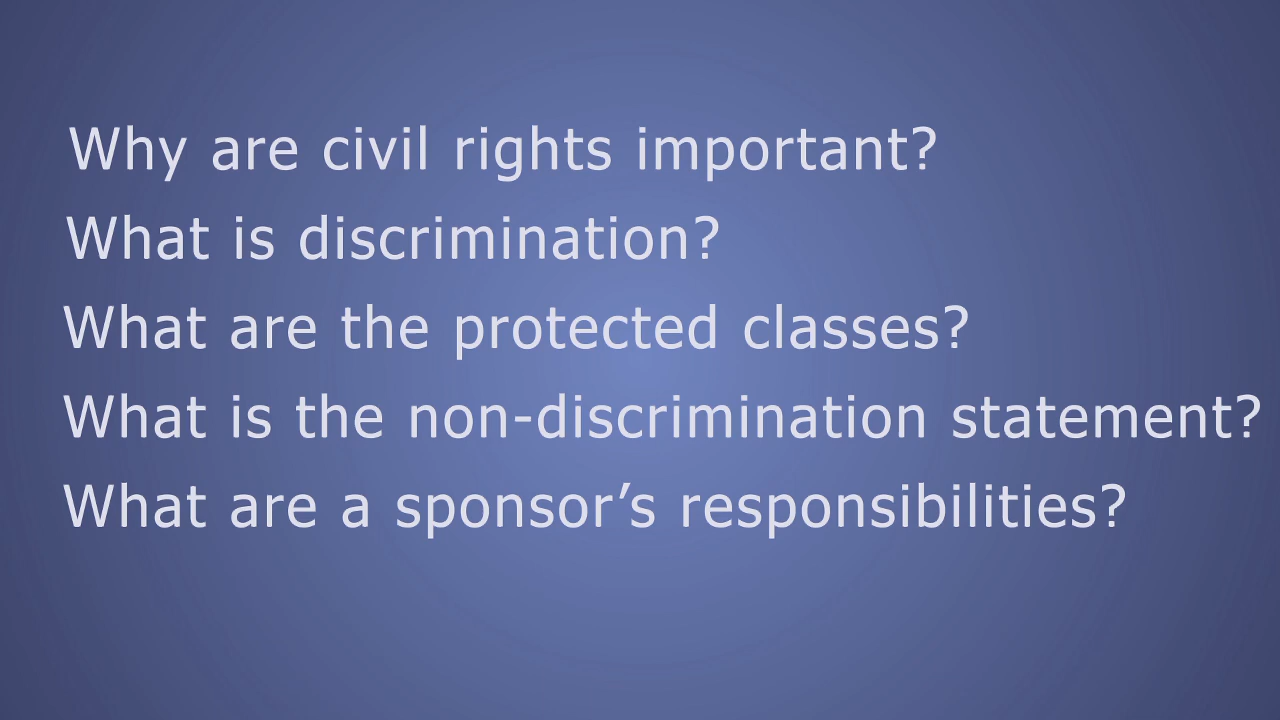 Why are civil rights important?
What is discrimination?
What are the protected classes?
What is the non-discrimination statement?
What are a sponsor’s responsibilities?